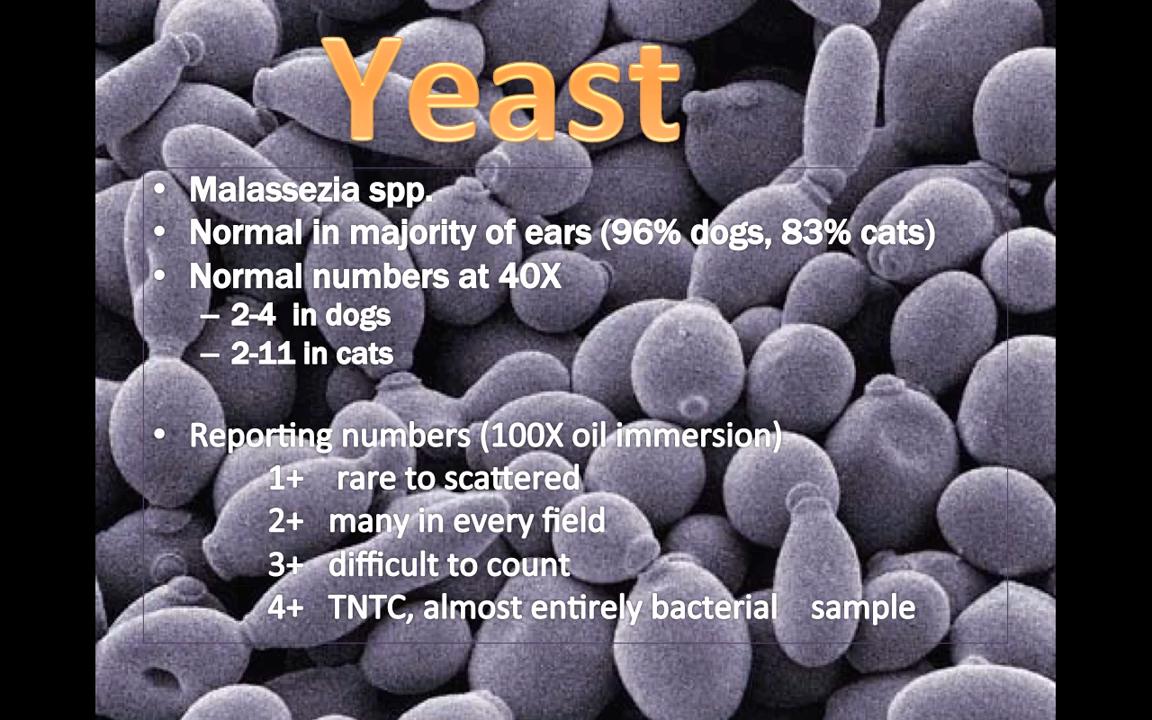 Yeast
• Malassezia spp.
• Normal in majority of ears (96% dogs, 83% cats)
• Normal numbers at 40X
– 2-4 in dogs
– 2-11 in cats
• Reporting numbers (100X oil immersion)
1+ rare to scattered
2+ many in every field
3+ difficult to count
4+ TNTC, almost entirely bacterial sample